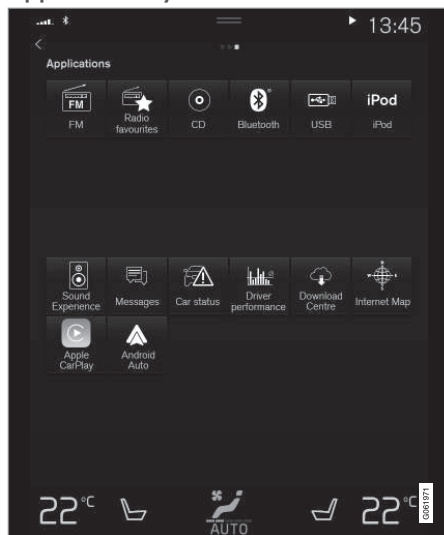 13:45
Applications
FM
FM
Radio
favourites
CD
Bluetooth
USB
iPod
iPod
Sound
Experience
Messages
Car status
Driver
performance
Download
Centre
Internet Map
Apple
CarPlay
Android
Auto
22°C
AUTO
22°C
G061971